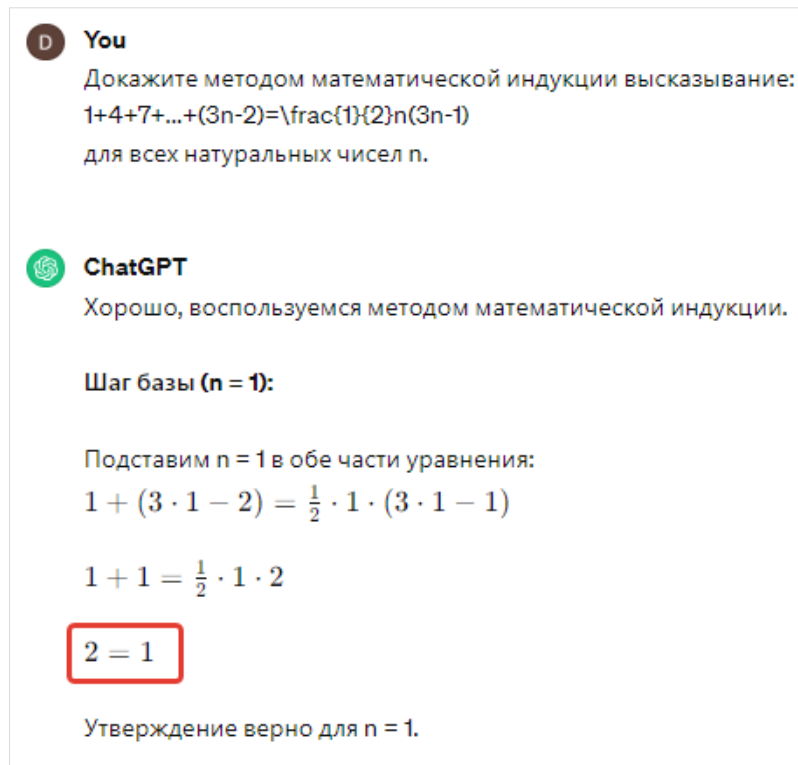 D
You
Докажите методом математической индукции высказывание:
1+4+7+...+(3n-2)=\frac{1}{2}n(3n-1)
для всех натуральных чисел n.
ChatGPT
Хорошо, воспользуемся методом математической индукции.
Шаг базы (n = 1):
Подставим n = 1 в обе части уравнения:
1 + (3 · 1 − 2) = 1/2 · 1 · (3 · 1 − 1)
1 + 1 = 1/2 · 1 · 2
2 = 1
Утверждение верно для n = 1.